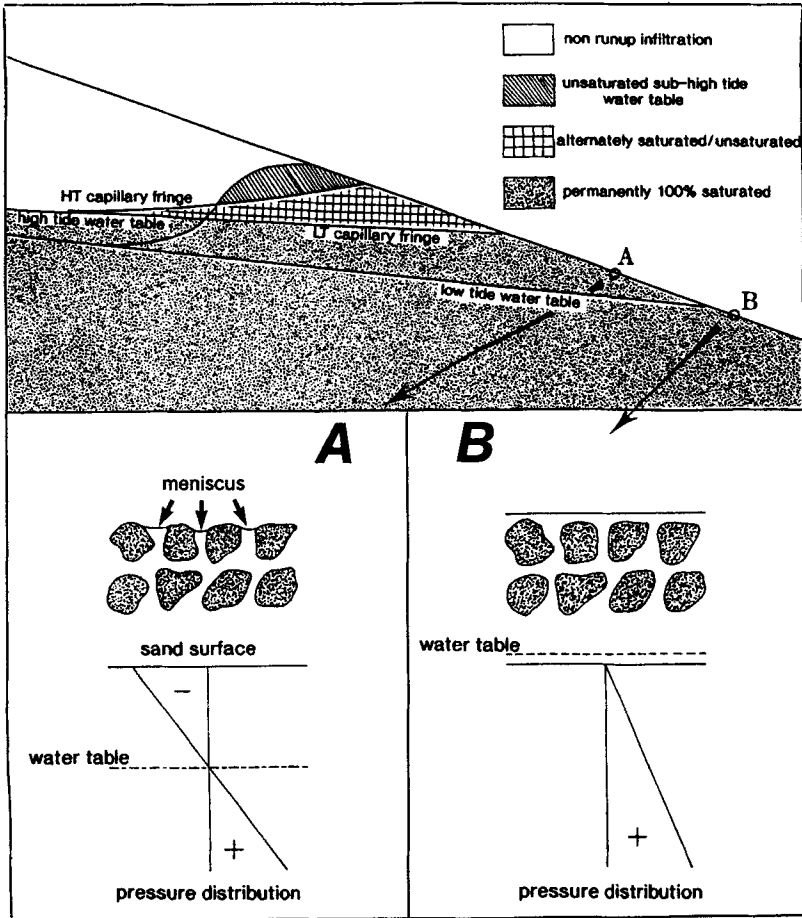 non runup infiltration
unsaturated sub-high tide
water table
alternately saturated/unsaturated
permanently 100% saturated
HT capillary fringe
high tide water table
LT capillary fringe
low tide water table
A
B
A
B
meniscus
sand surface
−
water table
+
pressure distribution
water table
+
pressure distribution